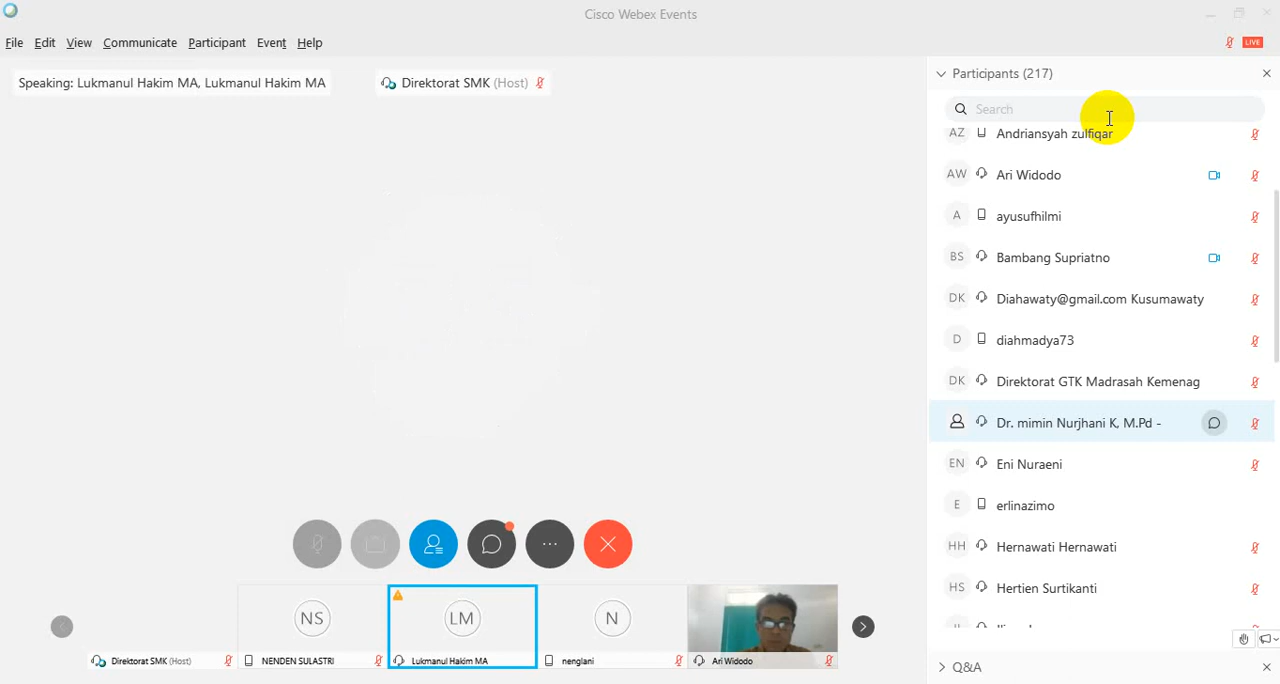 Cisco Webex Events
File Edit View Communicate Participant Event Help
LIVE
Speaking: Lukmanul Hakim MA, Lukmanul Hakim MA
Direktorat SMK (Host)
Participants (217)
Search
AZ Andriansyah zulfiqar
AW Ari Widodo
A ayusufhilmi
BS Bambang Supriatno
DK Diahawaty@gmail.com Kusumawaty
D diahmadya73
DK Direktorat GTK Madrasah Kemenag
Dr. mimin Nurjhani K, M.Pd -
EN Eni Nuraeni
E erlinazimo
HH Hernawati Hernawati
HS Hertien Surtikanti
NS
LM
N
Direktorat SMK (Host)
NENDEN SULASTRI
Lukmanul Hakim MA
nenglani
Ari Widodo
Q&A